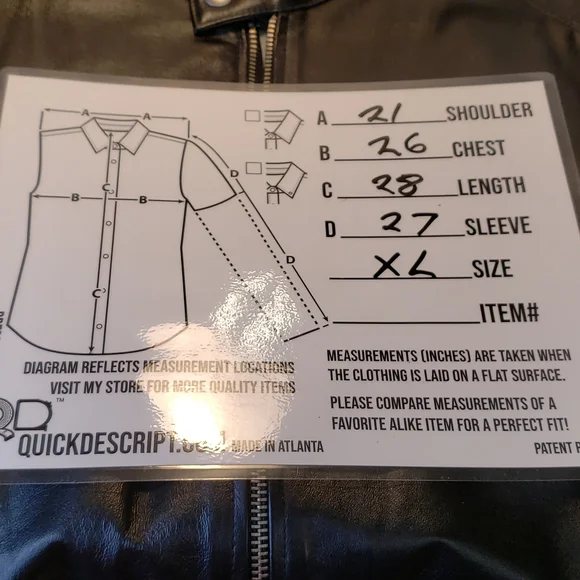 A 21 SHOULDER
B 26 CHEST
C 28 LENGTH
D 27 SLEEVE
XL SIZE
ITEM#
A A
B B
C
C
D
D
DIAGRAM REFLECTS MEASUREMENT LOCATIONS
VISIT MY STORE FOR MORE QUALITY ITEMS
QD™
QUICKDESCRIPT.COM MADE IN ATLANTA
MEASUREMENTS (INCHES) ARE TAKEN WHEN
THE CLOTHING IS LAID ON A FLAT SURFACE.
PLEASE COMPARE MEASUREMENTS OF A
FAVORITE ALIKE ITEM FOR A PERFECT FIT!
PATENT